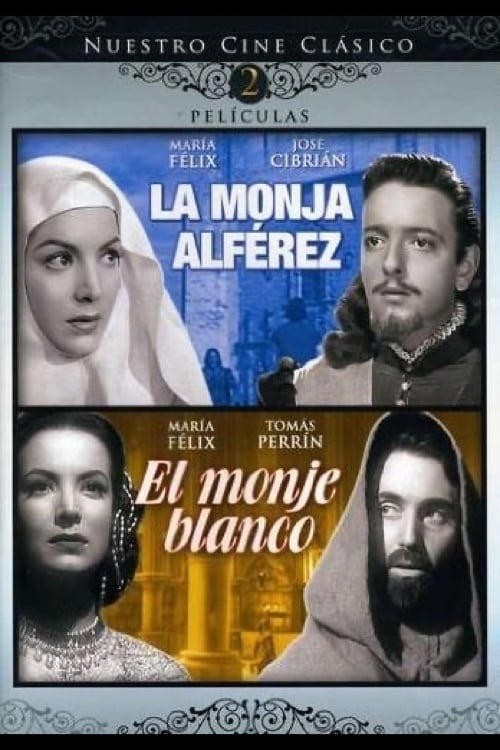 NUESTRO CINE CLÁSICO
2
PELÍCULAS
MARÍA FÉLIX
JOSÉ CIBRIÁN
LA MONJA
ALFÉREZ
MARÍA FÉLIX
TOMÁS PERRÍN
El monje
blanco